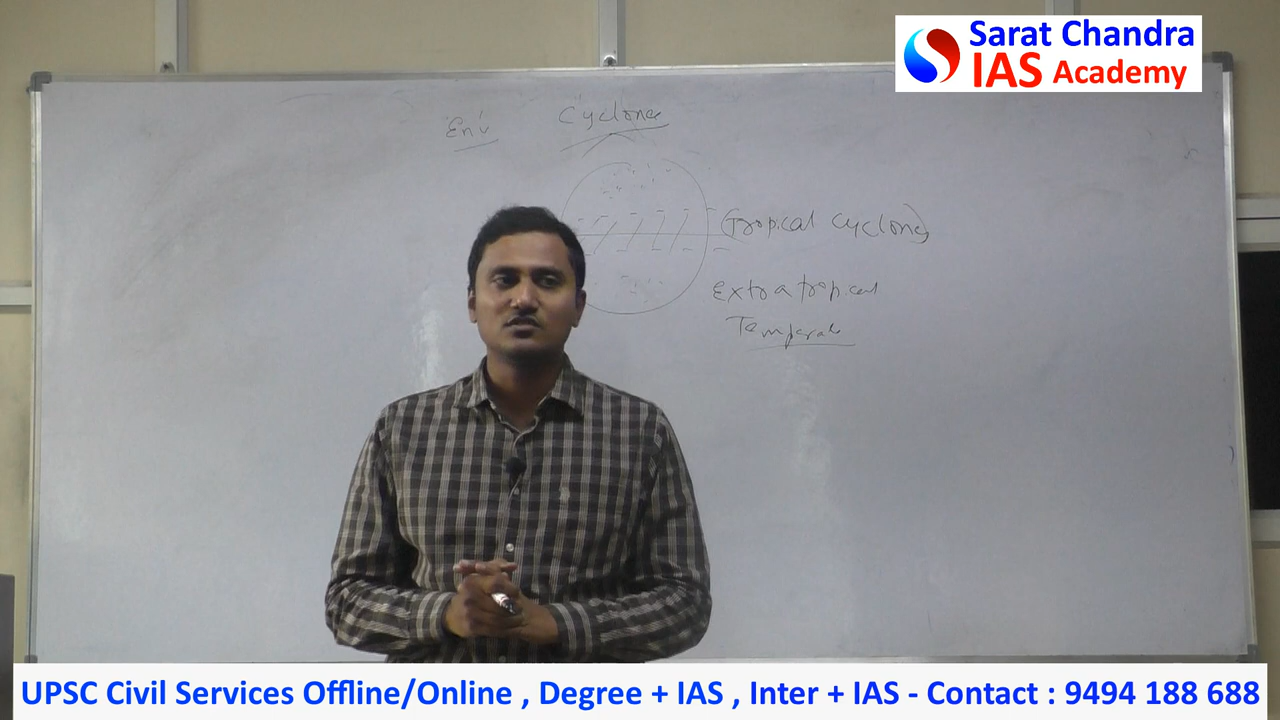 Sarat Chandra
IAS Academy
Env Cyclones
Tropical Cyclones
Extratropical
Temperate
UPSC Civil Services Offline/Online , Degree + IAS , Inter + IAS - Contact : 9494 188 688